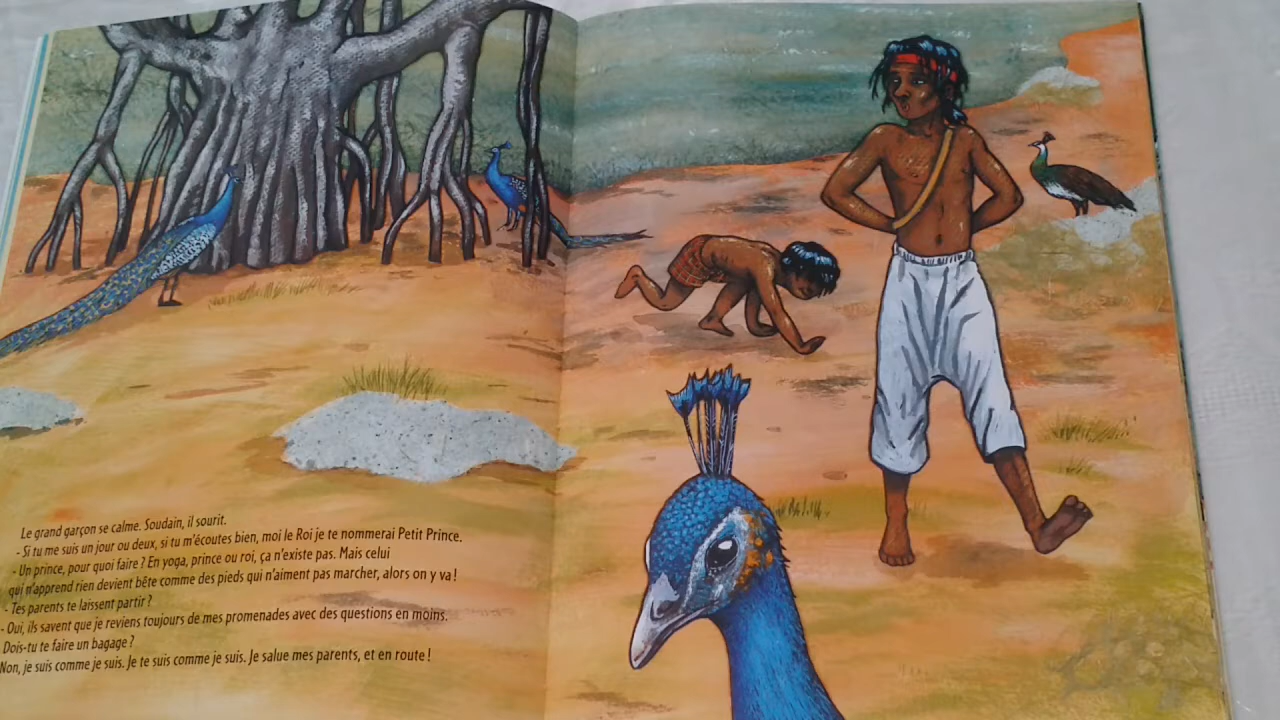 Le grand garçon se calme. Soudain, il sourit.
- Si tu me suis un jour ou deux, si tu m'écoutes bien, moi le Roi je te nommerai Petit Prince.
- Un prince, pour quoi faire ? En yoga, prince ou roi, ça n'existe pas. Mais celui
qui n'apprend rien devient bête comme des pieds qui n'aiment pas marcher, alors on y va !
- Tes parents te laissent partir ?
- Oui, ils savent que je reviens toujours de mes promenades avec des questions en moins.
Dois-tu te faire un bagage ?
Non, je suis comme je suis. Je te suis comme je suis. Je salue mes parents, et en route !